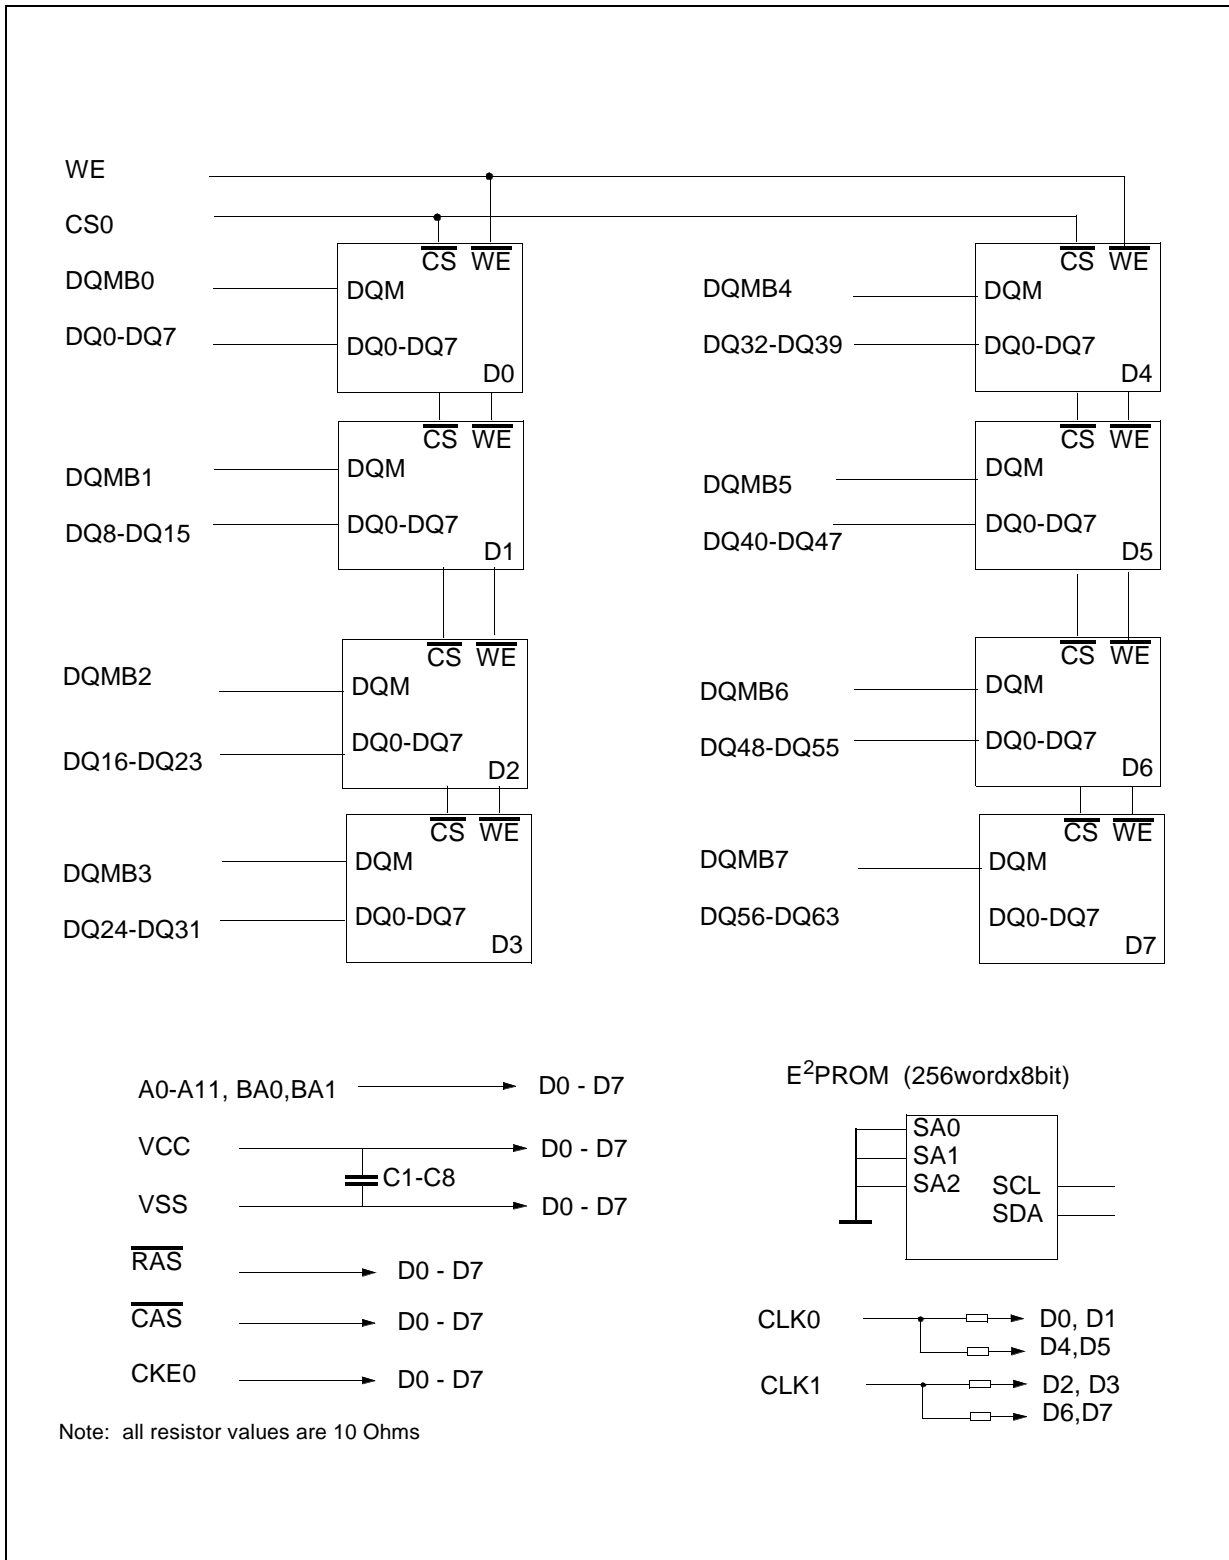 WE
CS0
CS WE
DQMB0
DQM
DQ0-DQ7
DQ0-DQ7
D0
CS WE
DQMB1
DQM
DQ8-DQ15
DQ0-DQ7
D1
CS WE
DQMB2
DQM
DQ16-DQ23
DQ0-DQ7
D2
CS WE
DQMB3
DQM
DQ24-DQ31
DQ0-DQ7
D3
CS WE
DQMB4
DQM
DQ32-DQ39
DQ0-DQ7
D4
CS WE
DQMB5
DQM
DQ40-DQ47
DQ0-DQ7
D5
CS WE
DQMB6
DQM
DQ48-DQ55
DQ0-DQ7
D6
CS WE
DQMB7
DQM
DQ56-DQ63
DQ0-DQ7
D7
A0-A11, BA0,BA1 D0 - D7
VCC D0 - D7
C1-C8
VSS D0 - D7
RAS D0 - D7
CAS D0 - D7
CKE0 D0 - D7
Note: all resistor values are 10 Ohms
E²PROM (256wordx8bit)
SA0
SA1
SA2 SCL
SDA
CLK0 D0, D1
D4,D5
CLK1 D2, D3
D6,D7